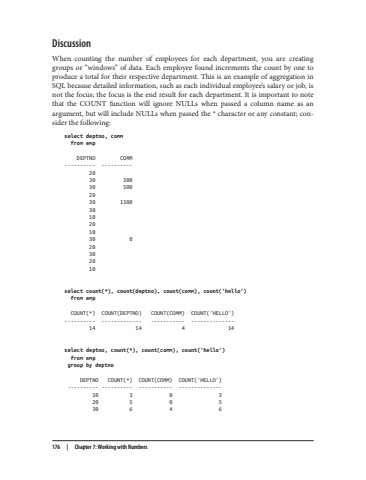 Discussion
When counting the number of employees for each department, you are creating
groups or "windows" of data. Each employee found increments the count by one to
produce a total for their respective department. This is an example of aggregation in
SQL because detailed information, such as each individual employee's salary or job, is
not the focus; the focus is the end result for each department. It is important to note
that the COUNT function will ignore NULLs when passed a column name as an
argument, but will include NULLs when passed the * character or any constant; con-
sider the following:
select deptno, comm
from emp
DEPTNO COMM
---------- ----------
20
30 300
30 500
20
30 1300
30
10
20
10
30 0
20
30
20
10
select count(*), count(deptno), count(comm), count('hello')
from emp
COUNT(*) COUNT(DEPTNO) COUNT(COMM) COUNT('HELLO')
---------- ------------- ----------- --------------
14 14 4 14
select deptno, count(*), count(comm), count('hello')
from emp
group by deptno
DEPTNO COUNT(*) COUNT(COMM) COUNT('HELLO')
---------- ---------- ----------- --------------
10 3 0 3
20 5 0 5
30 6 4 6
176 | Chapter 7: Working with Numbers